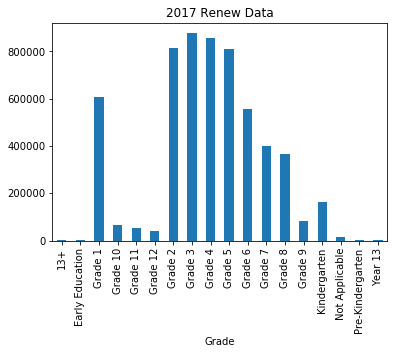 2017 Renew Data
800000
600000
400000
200000
0
13+
Early Education
Grade 1
Grade 10
Grade 11
Grade 12
Grade 2
Grade 3
Grade 4
Grade 5
Grade 6
Grade 7
Grade 8
Grade 9
Kindergarten
Not Applicable
Pre-Kindergarten
Year 13
Grade